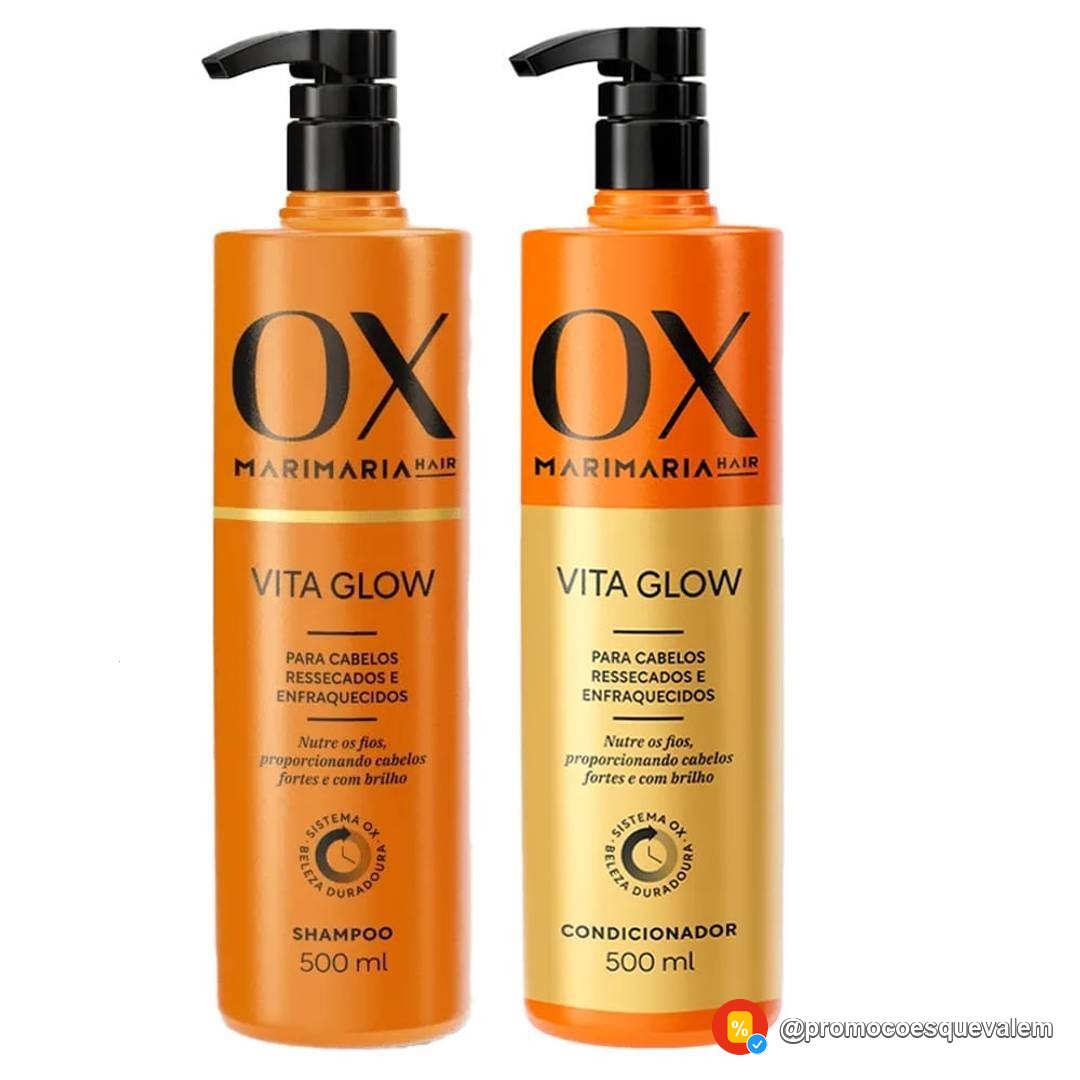 OX
MARIMARIA HAIR
VITA GLOW
PARA CABELOS
RESSECADOS E
ENFRAQUECIDOS
Nutre os fios,
proporcionando cabelos
fortes e com brilho
· SISTEMA OX ·
BELEZA DURADOURA
SHAMPOO
500 ml
OX
MARIMARIA HAIR
VITA GLOW
PARA CABELOS
RESSECADOS E
ENFRAQUECIDOS
Nutre os fios,
proporcionando cabelos
fortes e com brilho
· SISTEMA OX ·
BELEZA DURADOURA
CONDICIONADOR
500 ml
%
@promocoesquevalem